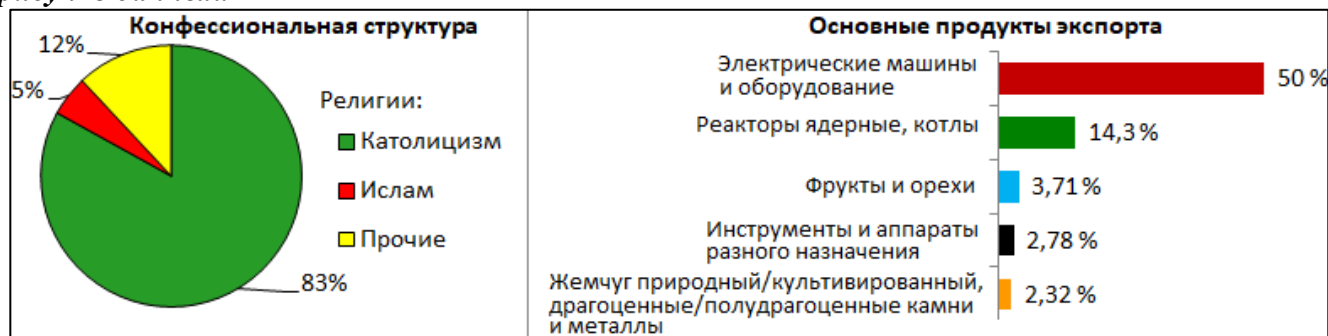 Конфессиональная структура
12%
5%
Религии:
Католицизм
Ислам
Прочие
83%
Основные продукты экспорта
Электрические машины
и оборудование
50 %
Реакторы ядерные, котлы
14,3 %
Фрукты и орехи
3,71 %
Инструменты и аппараты
разного назначения
2,78 %
Жемчуг природный/культивированный,
драгоценные/полудрагоценные камни
и металлы
2,32 %